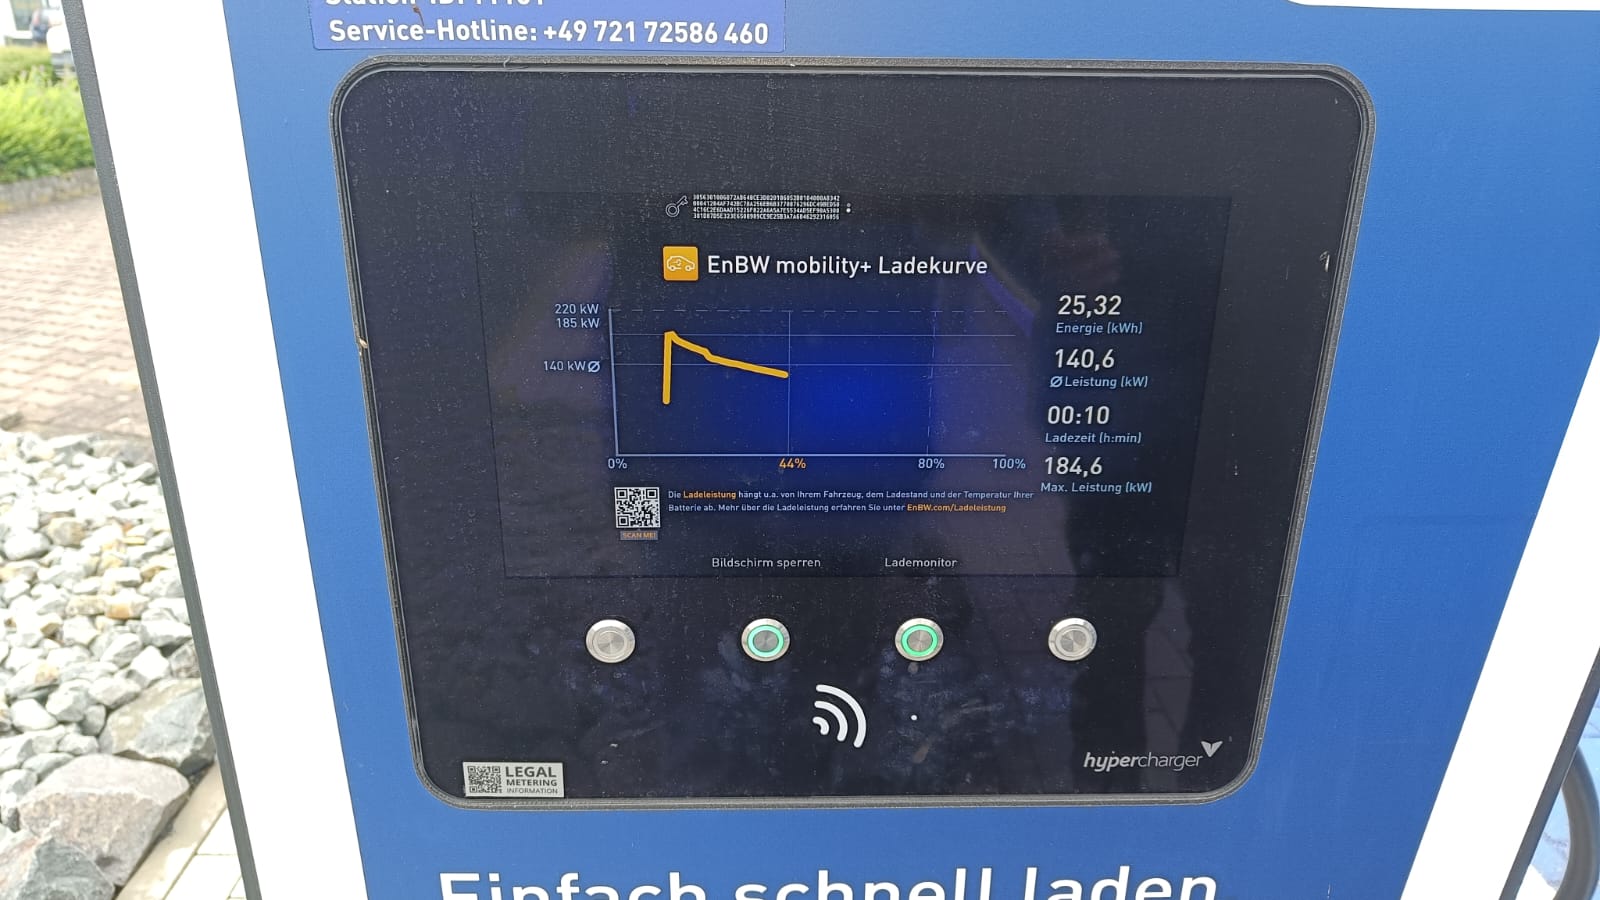 Service-Hotline: +49 721 72586 460
EnBW mobility+ Ladekurve
220 kW
185 kW
140 kW Ø
0%
44%
80%
100%
25,32
Energie (kWh)
140,6
Ø Leistung (kW)
00:10
Ladezeit (h:min)
184,6
Max. Leistung (kW)
SCAN ME!
Die Ladeleistung hängt u.a. von Ihrem Fahrzeug, dem Ladestand und der Temperatur Ihrer
Batterie ab. Mehr über die Ladeleistung erfahren Sie unter EnBW.com/Ladeleistung
Bildschirm sperren
Lademonitor
hypercharger
LEGAL
METERING
INFORMATION
Einfach schnell laden